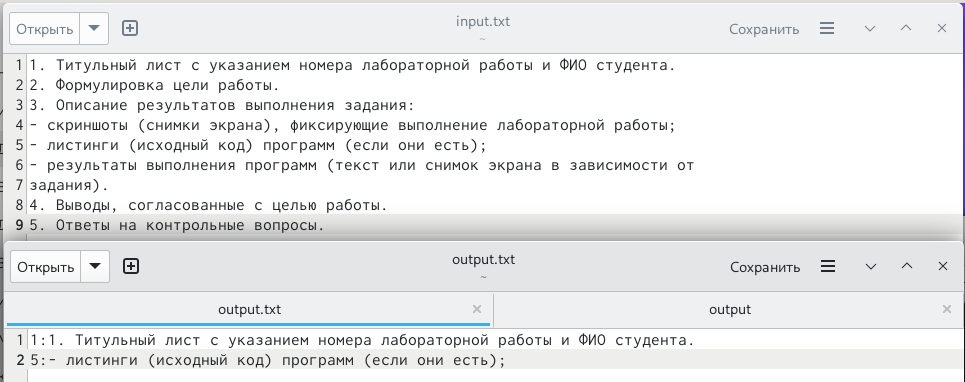 Открыть
input.txt
~
Сохранить
1 1. Титульный лист с указанием номера лабораторной работы и ФИО студента.
2 2. Формулировка цели работы.
3 3. Описание результатов выполнения задания:
4 - скриншоты (снимки экрана), фиксирующие выполнение лабораторной работы;
5 - листинги (исходный код) программ (если они есть);
6 - результаты выполнения программ (текст или снимок экрана в зависимости от
7 задания).
8 4. Выводы, согласованные с целью работы.
9 5. Ответы на контрольные вопросы.
Открыть
output.txt
~
Сохранить
output.txt
output
1 1:1. Титульный лист с указанием номера лабораторной работы и ФИО студента.
2 5:- листинги (исходный код) программ (если они есть);